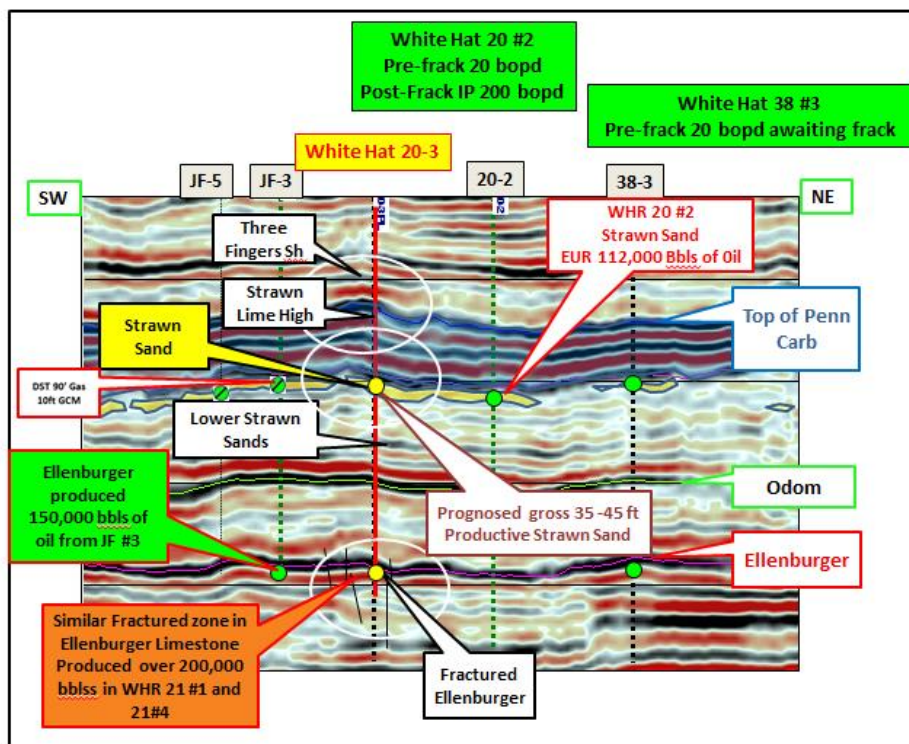 White Hat 20 #2
Pre-frack 20 bopd
Post-Frack IP 200 bopd
White Hat 38 #3
Pre-frack 20 bopd awaiting frack
White Hat 20-3
JF-5
JF-3
20-2
38-3
SW
NE
Three
Fingers Sh
WHR 20 #2
Strawn Sand
EUR 112,000 Bbls of Oil
Strawn
Lime High
Top of Penn
Carb
Strawn
Sand
DST 90' Gas
10ft GCM
Lower Strawn
Sands
Ellenburger
produced
150,000 bbls of
oil from JF #3
Odom
Prognosed gross 35 -45 ft
Productive Strawn Sand
Ellenburger
Similar Fractured zone in
Ellenburger Limestone
Produced over 200,000
bblss in WHR 21 #1 and
21#4
Fractured
Ellenburger